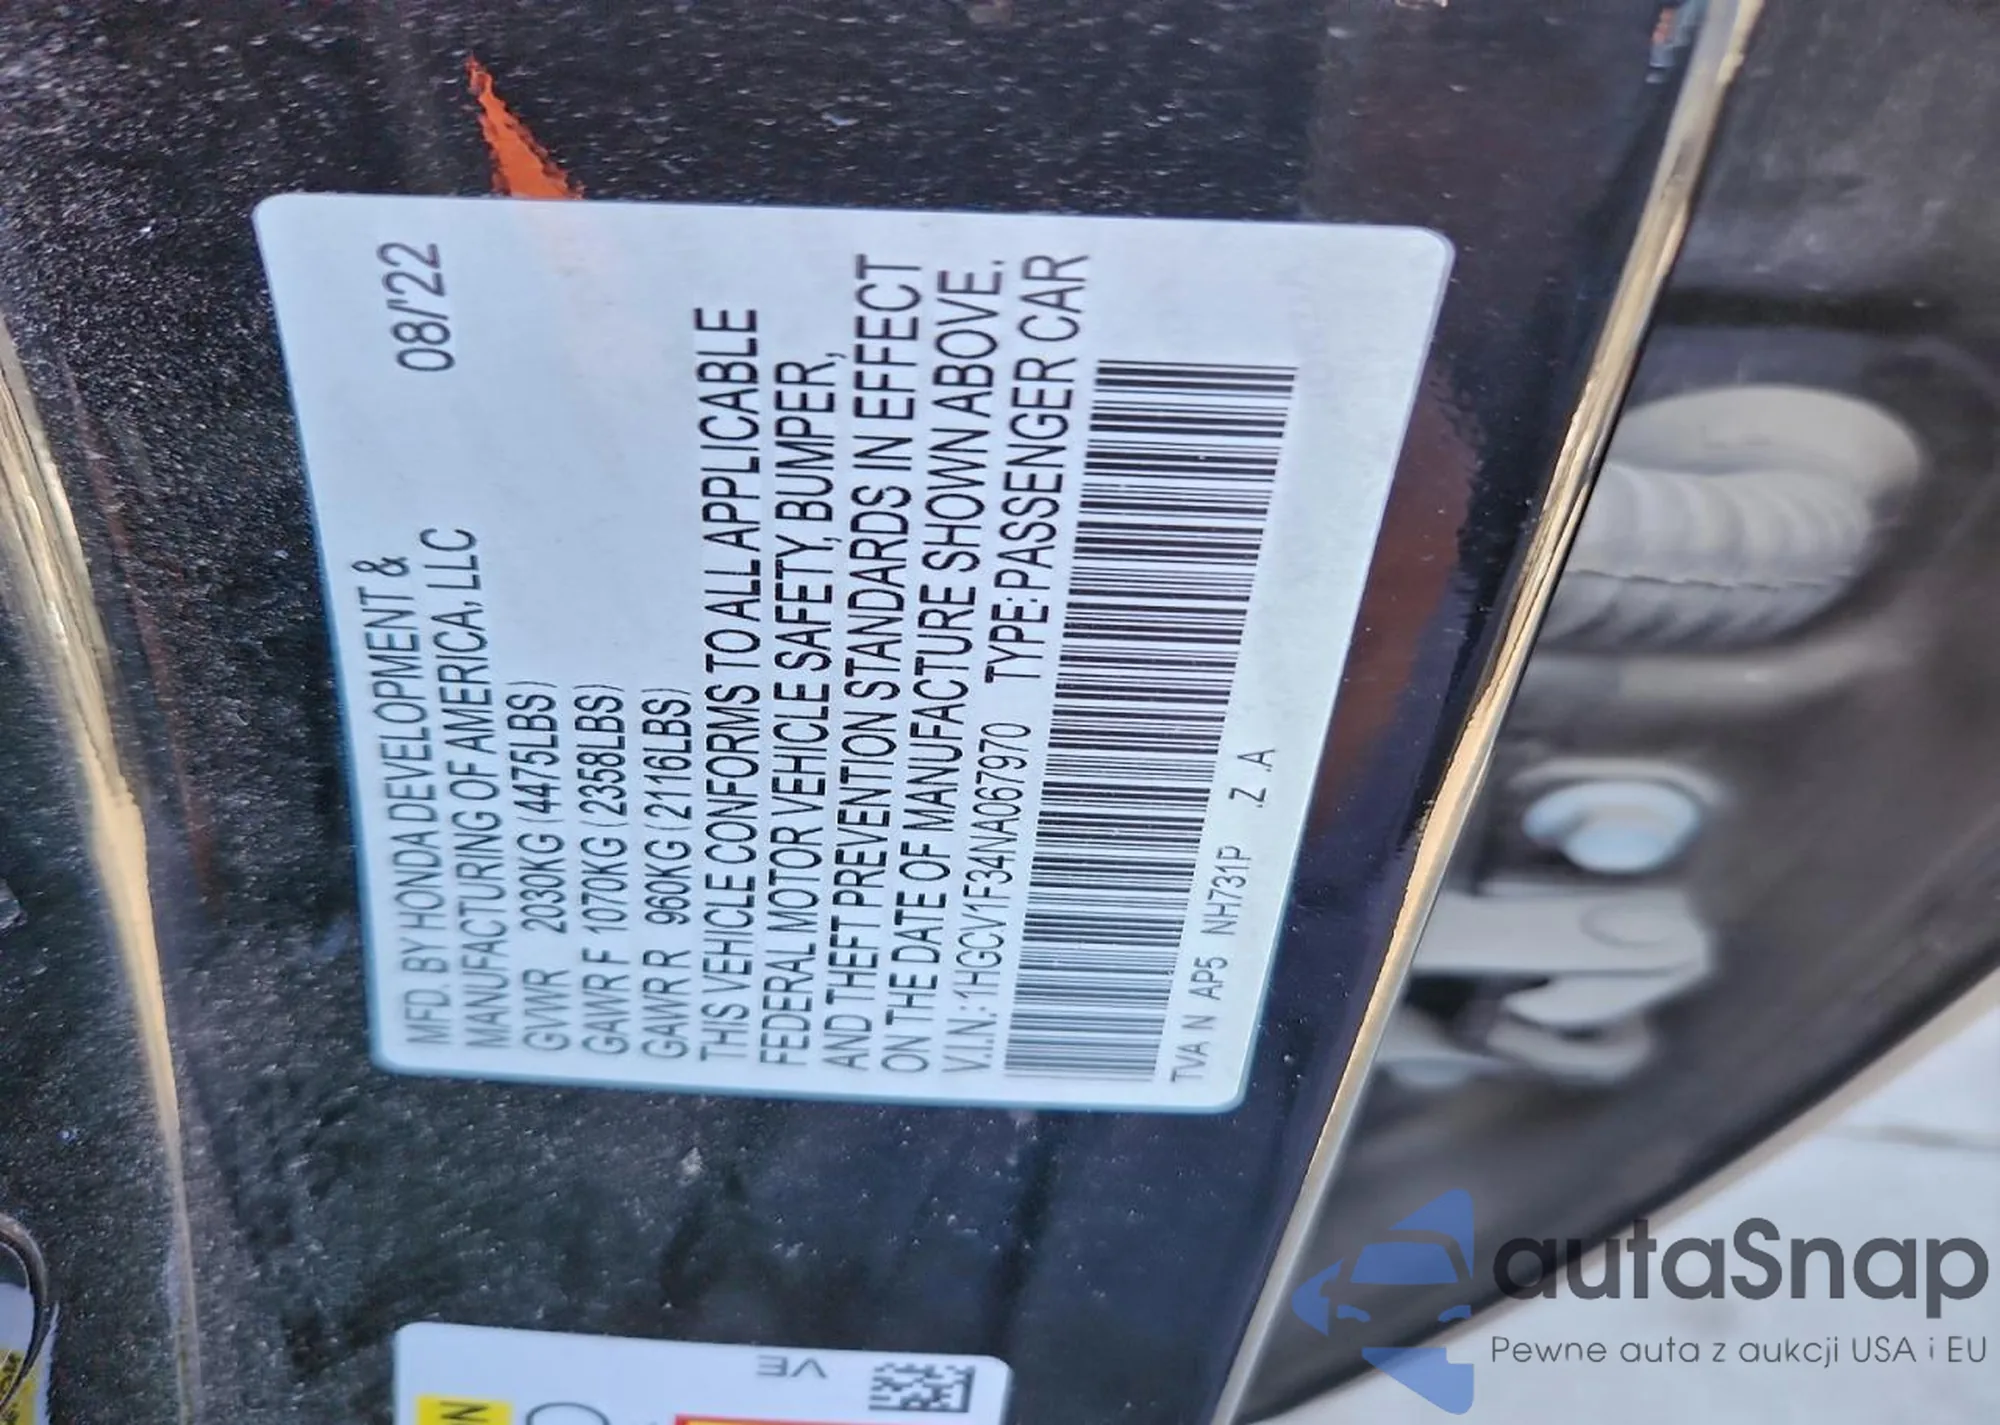 MFD. BY HONDA DEVELOPMENT &
MANUFACTURING OF AMERICA, LLC 08/'22
GVWR 2030KG (4475LBS)
GAWR F 1070KG (2358LBS)
GAWR R 960KG (2116LBS)
THIS VEHICLE CONFORMS TO ALL APPLICABLE
FEDERAL MOTOR VEHICLE SAFETY, BUMPER,
AND THEFT PREVENTION STANDARDS IN EFFECT
ON THE DATE OF MANUFACTURE SHOWN ABOVE.
V.I.N.: 1HGCV1F34NA067970 TYPE: PASSENGER CAR
TVA N AP5 NH731P .Z .A
VE
autaSnap
Pewne auta z aukcji USA i EU